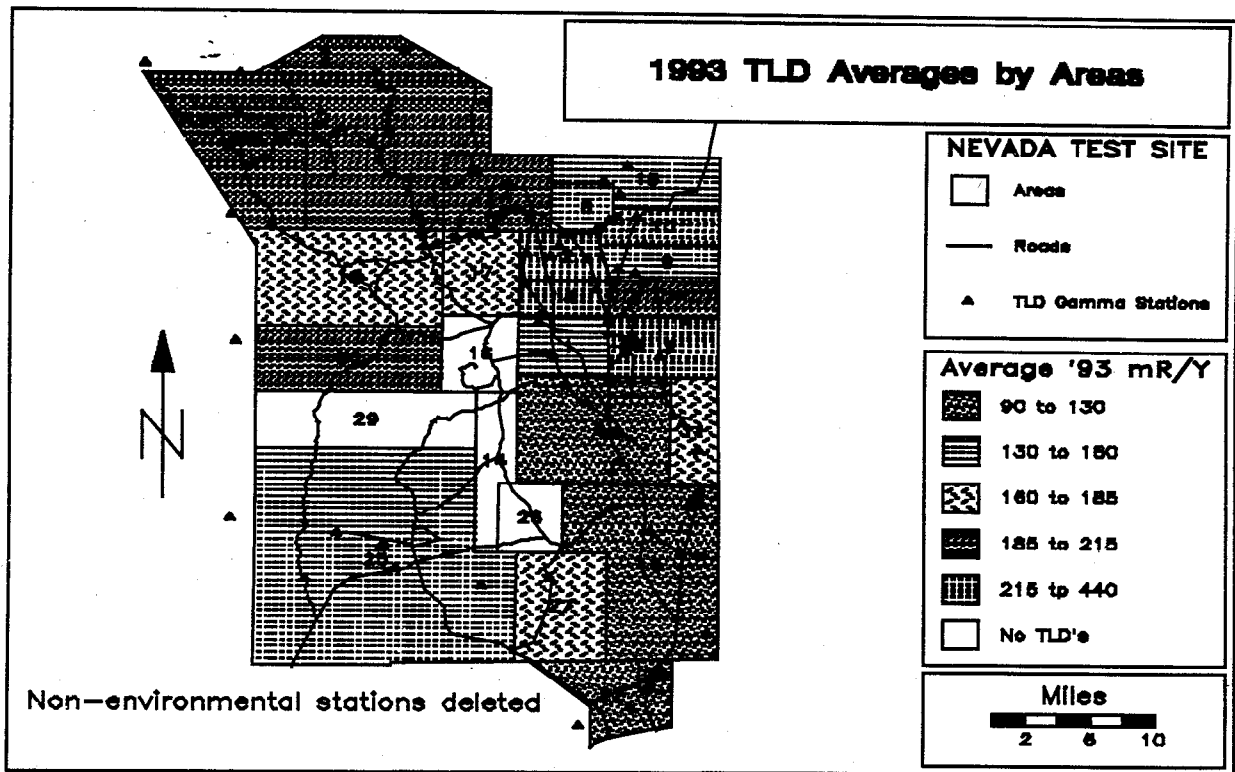 1993 TLD Averages by Areas
NEVADA TEST SITE
Areas
Roads
TLD Gamma Stations
Average '93 mR/Y
90 to 130
130 to 160
160 to 185
185 to 215
215 tp 440
No TLD's
Miles
2 6 10
N
29
14
25
17
Non-environmental stations deleted